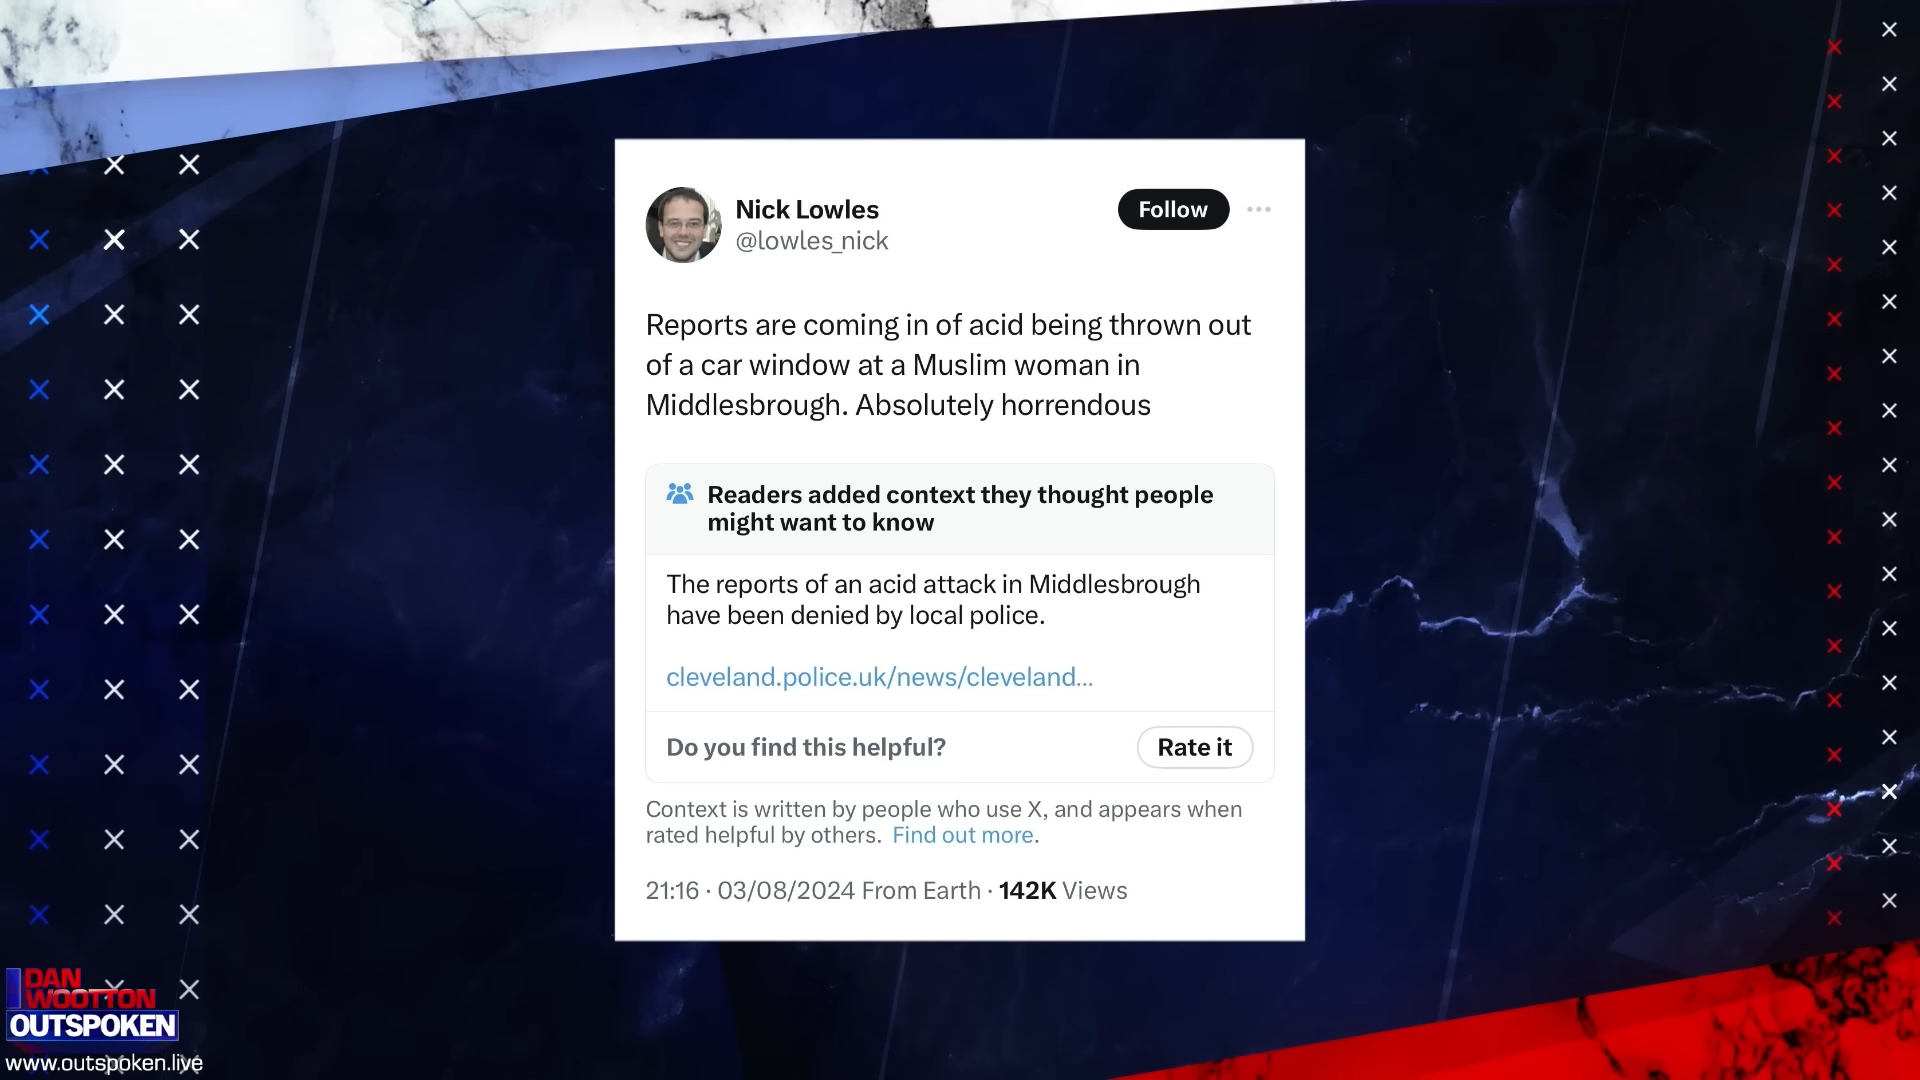 Nick Lowles
@lowles_nick
Follow
Reports are coming in of acid being thrown out
of a car window at a Muslim woman in
Middlesbrough. Absolutely horrendous
Readers added context they thought people
might want to know
The reports of an acid attack in Middlesbrough
have been denied by local police.
cleveland.police.uk/news/cleveland...
Do you find this helpful?
Rate it
Context is written by people who use X, and appears when
rated helpful by others. Find out more.
21:16 · 03/08/2024 From Earth · 142K Views
DAN
WOOTTON
OUTSPOKEN
www.outspoken.live